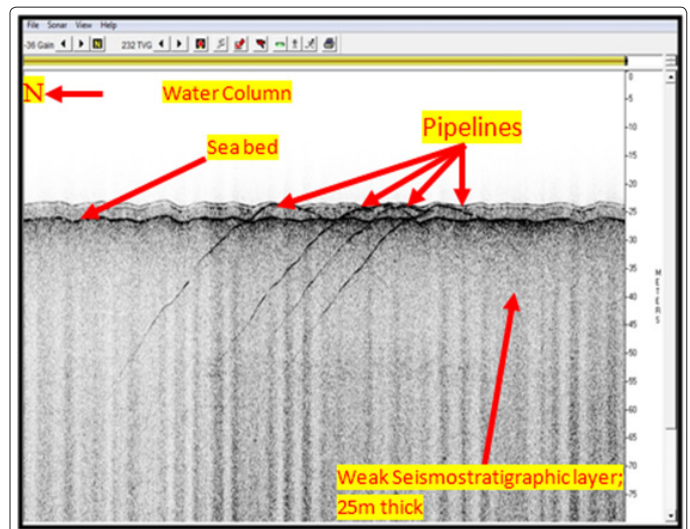 File Sonar View Help
-36 Gain N 232 TVG
N
Water Column
Sea bed
Pipelines
Weak Seismostratigraphic layer;
25m thick
0
-5
-10
-15
-20
-25
-30
-35
-40
-45
-50
-55
-60
-65
-70
-75
METERS